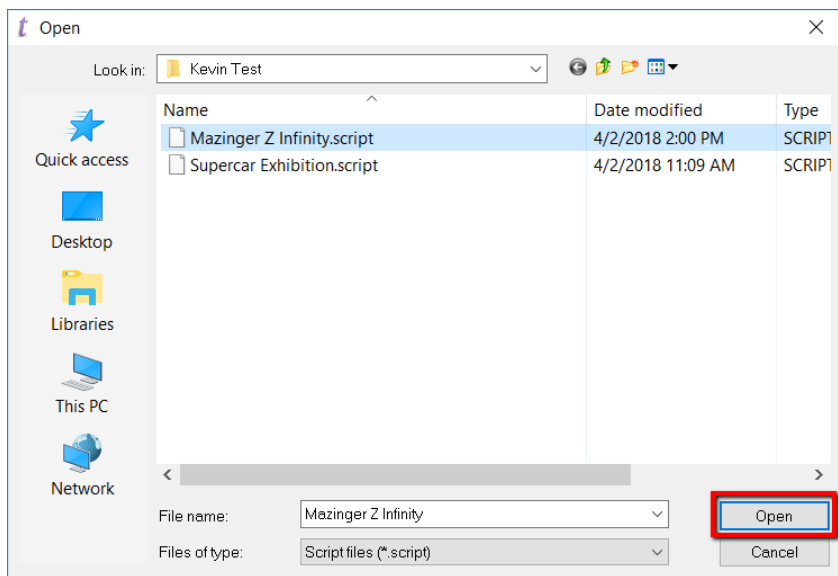 t Open
Look in: Kevin Test
Name Date modified Type
Mazinger Z Infinity.script 4/2/2018 2:00 PM SCRIPT
Supercar Exhibition.script 4/2/2018 11:09 AM SCRIPT
Quick access
Desktop
Libraries
This PC
Network
File name: Mazinger Z Infinity Open
Files of type: Script files (*.script) Cancel